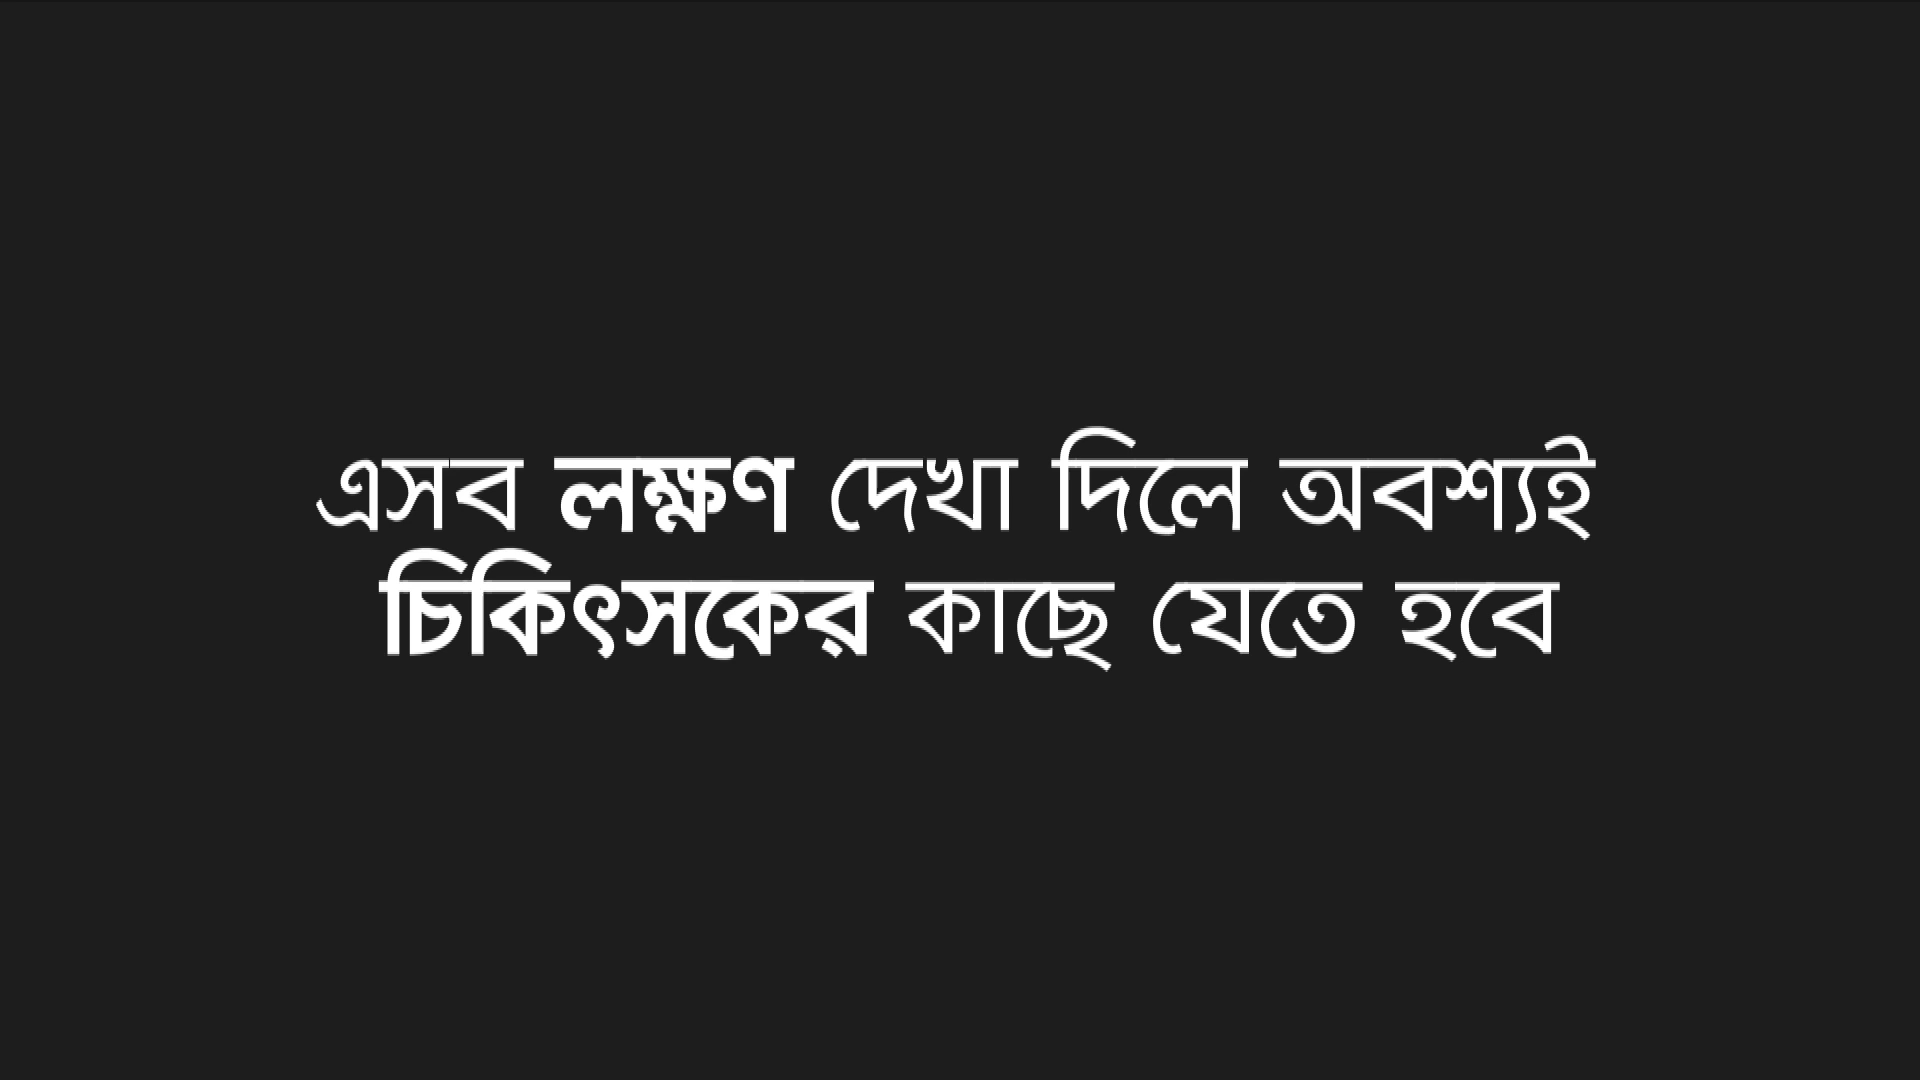 এসব লক্ষণ দেখা দিলে অবশ্যই
চিকিৎসকের কাছে যেতে হবে